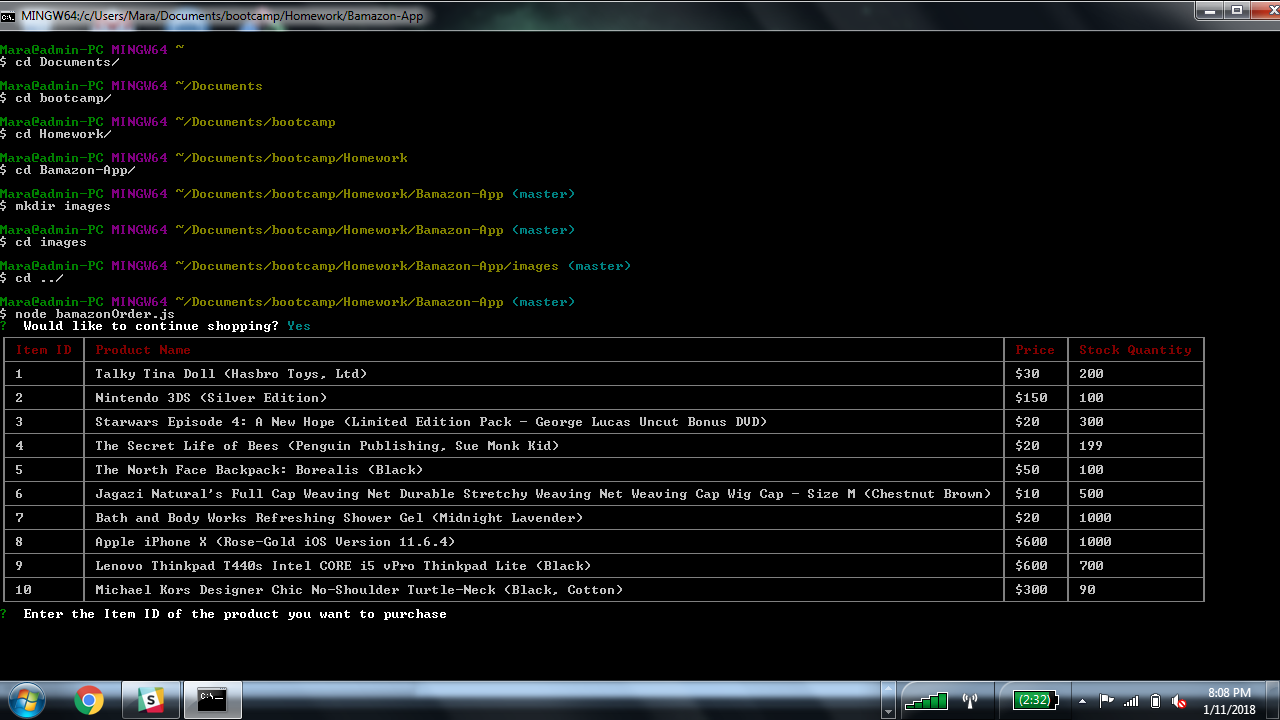 MINGW64:/c/Users/Mara/Documents/bootcamp/Homework/Bamazon-App
Mara@admin-PC MINGW64 ~
$ cd Documents/
Mara@admin-PC MINGW64 ~/Documents
$ cd bootcamp/
Mara@admin-PC MINGW64 ~/Documents/bootcamp
$ cd Homework/
Mara@admin-PC MINGW64 ~/Documents/bootcamp/Homework
$ cd Bamazon-App/
Mara@admin-PC MINGW64 ~/Documents/bootcamp/Homework/Bamazon-App (master)
$ mkdir images
Mara@admin-PC MINGW64 ~/Documents/bootcamp/Homework/Bamazon-App (master)
$ cd images
Mara@admin-PC MINGW64 ~/Documents/bootcamp/Homework/Bamazon-App/images (master)
$ cd ../
Mara@admin-PC MINGW64 ~/Documents/bootcamp/Homework/Bamazon-App (master)
$ node bamazonOrder.js
? Would like to continue shopping? Yes
Item ID Product Name Price Stock Quantity
1 Talky Tina Doll (Hasbro Toys, Ltd) $30 200
2 Nintendo 3DS (Silver Edition) $150 100
3 Starwars Episode 4: A New Hope (Limited Edition Pack - George Lucas Uncut Bonus DVD) $20 300
4 The Secret Life of Bees (Penguin Publishing, Sue Monk Kid) $20 199
5 The North Face Backpack: Borealis (Black) $50 100
6 Jagazi Natural's Full Cap Weaving Net Durable Stretchy Weaving Net Weaving Cap Wig Cap - Size M (Chestnut Brown) $10 500
7 Bath and Body Works Refreshing Shower Gel (Midnight Lavender) $20 1000
8 Apple iPhone X (Rose-Gold iOS Version 11.6.4) $600 1000
9 Lenovo Thinkpad T440s Intel CORE i5 vPro Thinkpad Lite (Black) $600 700
10 Michael Kors Designer Chic No-Shoulder Turtle-Neck (Black, Cotton) $300 90
? Enter the Item ID of the product you want to purchase
(2:32)
8:08 PM
1/11/2018